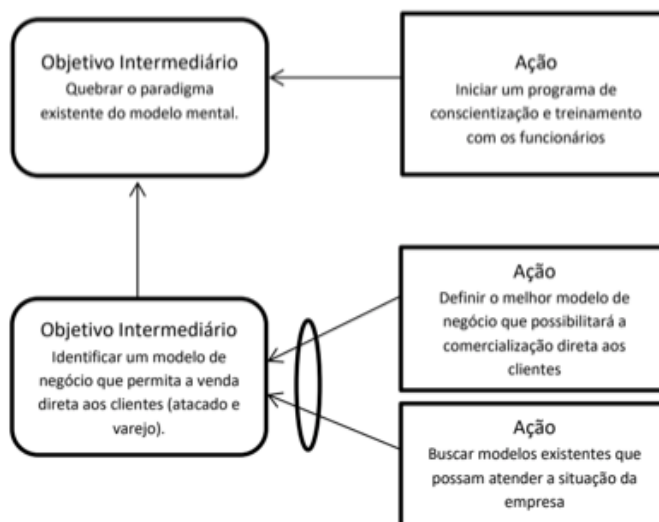 Objetivo Intermediário
Quebrar o paradigma
existente do modelo mental.
Ação
Iniciar um programa de
conscientização e treinamento
com os funcionários
Objetivo Intermediário
Identificar um modelo de
negócio que permita a venda
direta aos clientes (atacado e
varejo).
Ação
Definir o melhor modelo de
negócio que possibilitará a
comercialização direta aos
clientes
Ação
Buscar modelos existentes que
possam atender a situação da
empresa